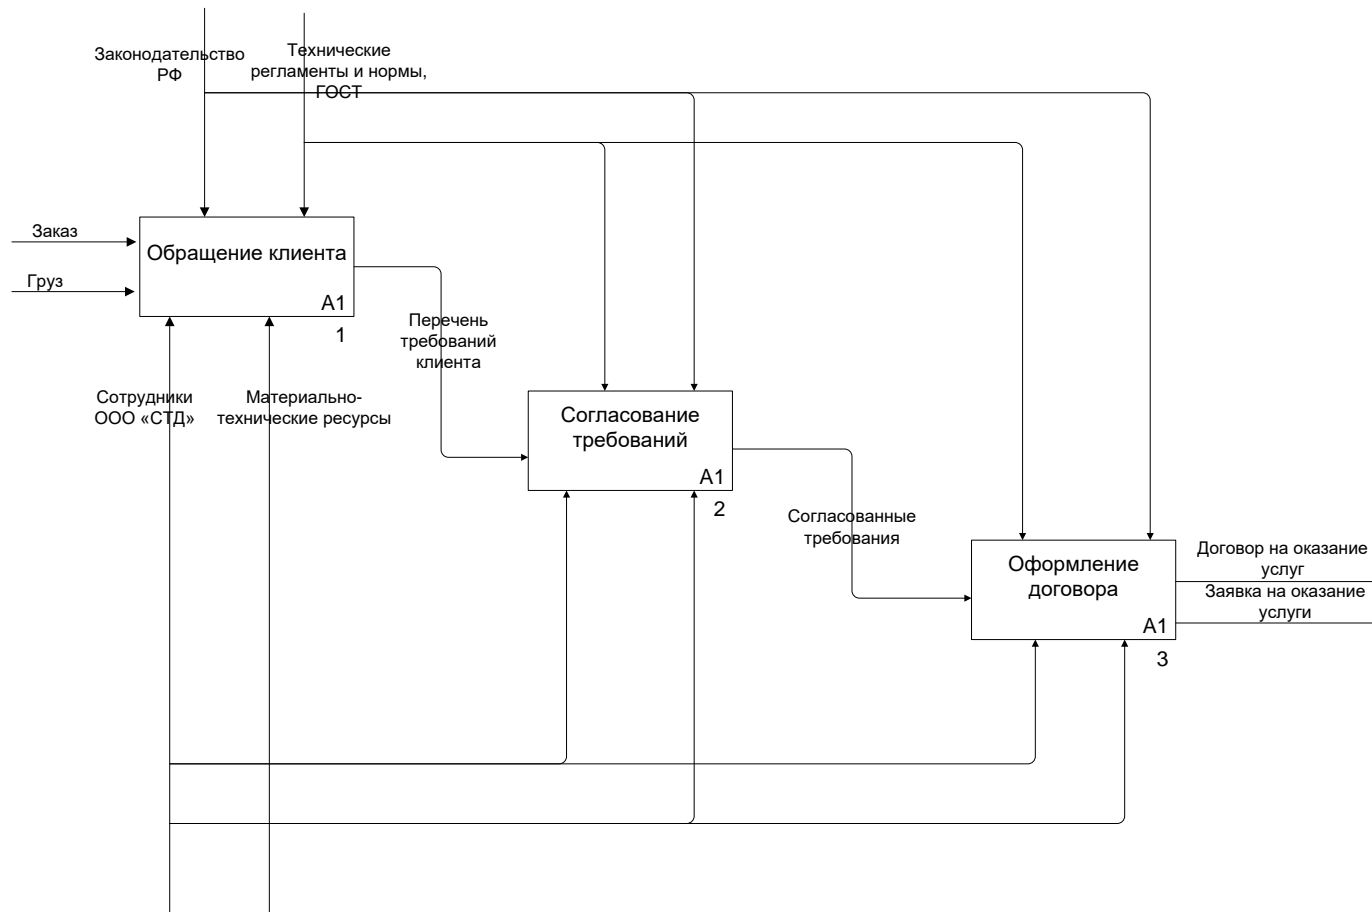 Законодательство
РФ
Технические
регламенты и нормы,
ГОСТ
Заказ
Груз
Обращение клиента
А1
1
Перечень
требований
клиента
Сотрудники
ООО «СТД»
Материально-
технические ресурсы
Согласование
требований
А1
2
Согласованные
требования
Оформление
договора
А1
3
Договор на оказание
услуг
Заявка на оказание
услуги